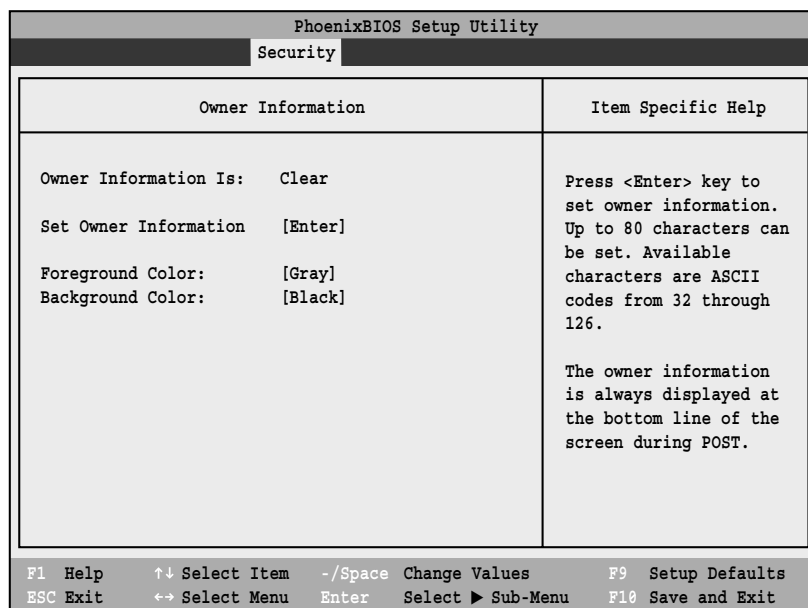 PhoenixBIOS Setup Utility
Security
Owner Information
Item Specific Help
Owner Information Is: Clear
Set Owner Information [Enter]
Foreground Color: [Gray]
Background Color: [Black]
Press <Enter> key to
set owner information.
Up to 80 characters can
be set. Available
characters are ASCII
codes from 32 through
126.
The owner information
is always displayed at
the bottom line of the
screen during POST.
F1 Help ↑↓ Select Item -/Space Change Values F9 Setup Defaults
ESC Exit ←→ Select Menu Enter Select ▶ Sub-Menu F10 Save and Exit